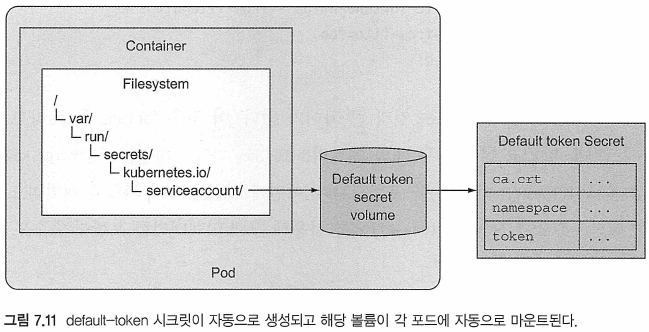 Container
Filesystem
/
var/
run/
secrets/
kubernetes.io/
serviceaccount/
Default token
secret
volume
Pod
Default token Secret
ca.crt ...
namespace ...
token ...
그림 7.11 default-token 시크릿이 자동으로 생성되고 해당 볼륨이 각 포드에 자동으로 마운트된다.